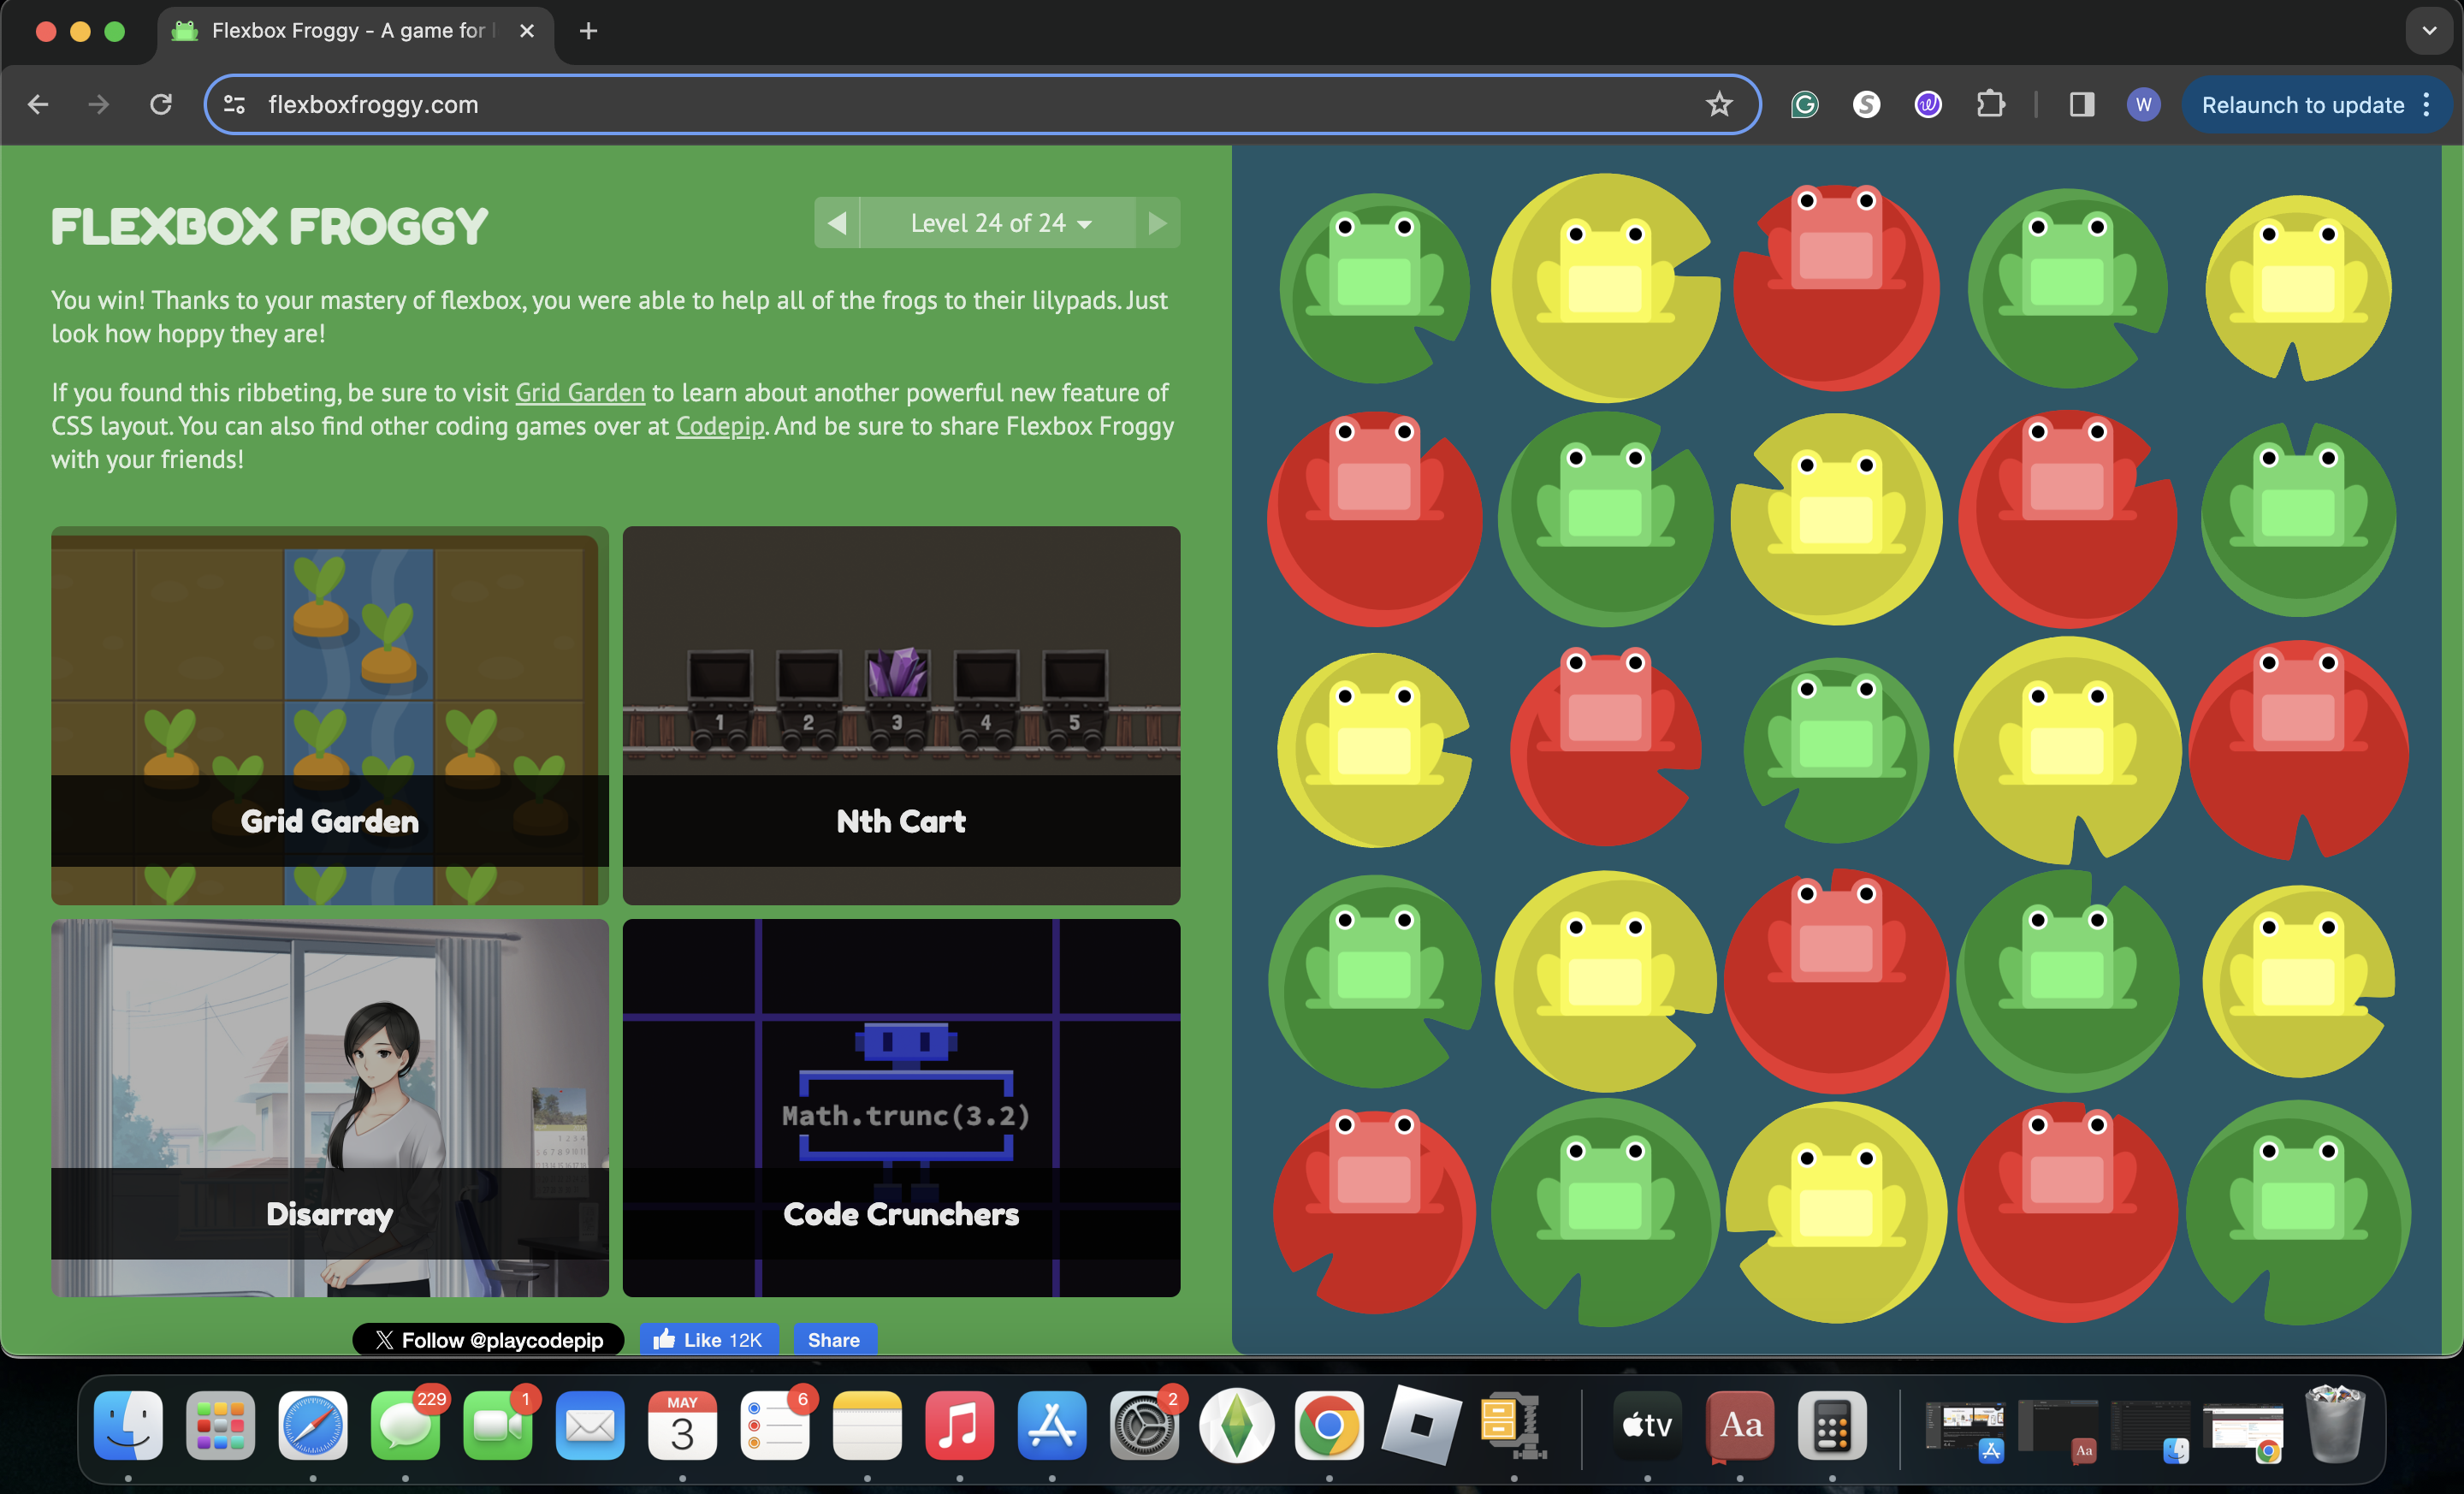 Flexbox Froggy - A game for
flexboxfroggy.com
W
Relaunch to update
FLEXBOX FROGGY
Level 24 of 24
You win! Thanks to your mastery of flexbox, you were able to help all of the frogs to their lilypads. Just
look how hoppy they are!
If you found this ribbeting, be sure to visit Grid Garden to learn about another powerful new feature of
CSS layout. You can also find other coding games over at Codepip. And be sure to share Flexbox Froggy
with your friends!
1 2 3 4 5
Grid Garden
Nth Cart
Math.trunc(3.2)
Disarray
Code Crunchers
Follow @playcodepip
Like 12K
Share
229
1
MAY
3
6
2
tv
Aa
Aa